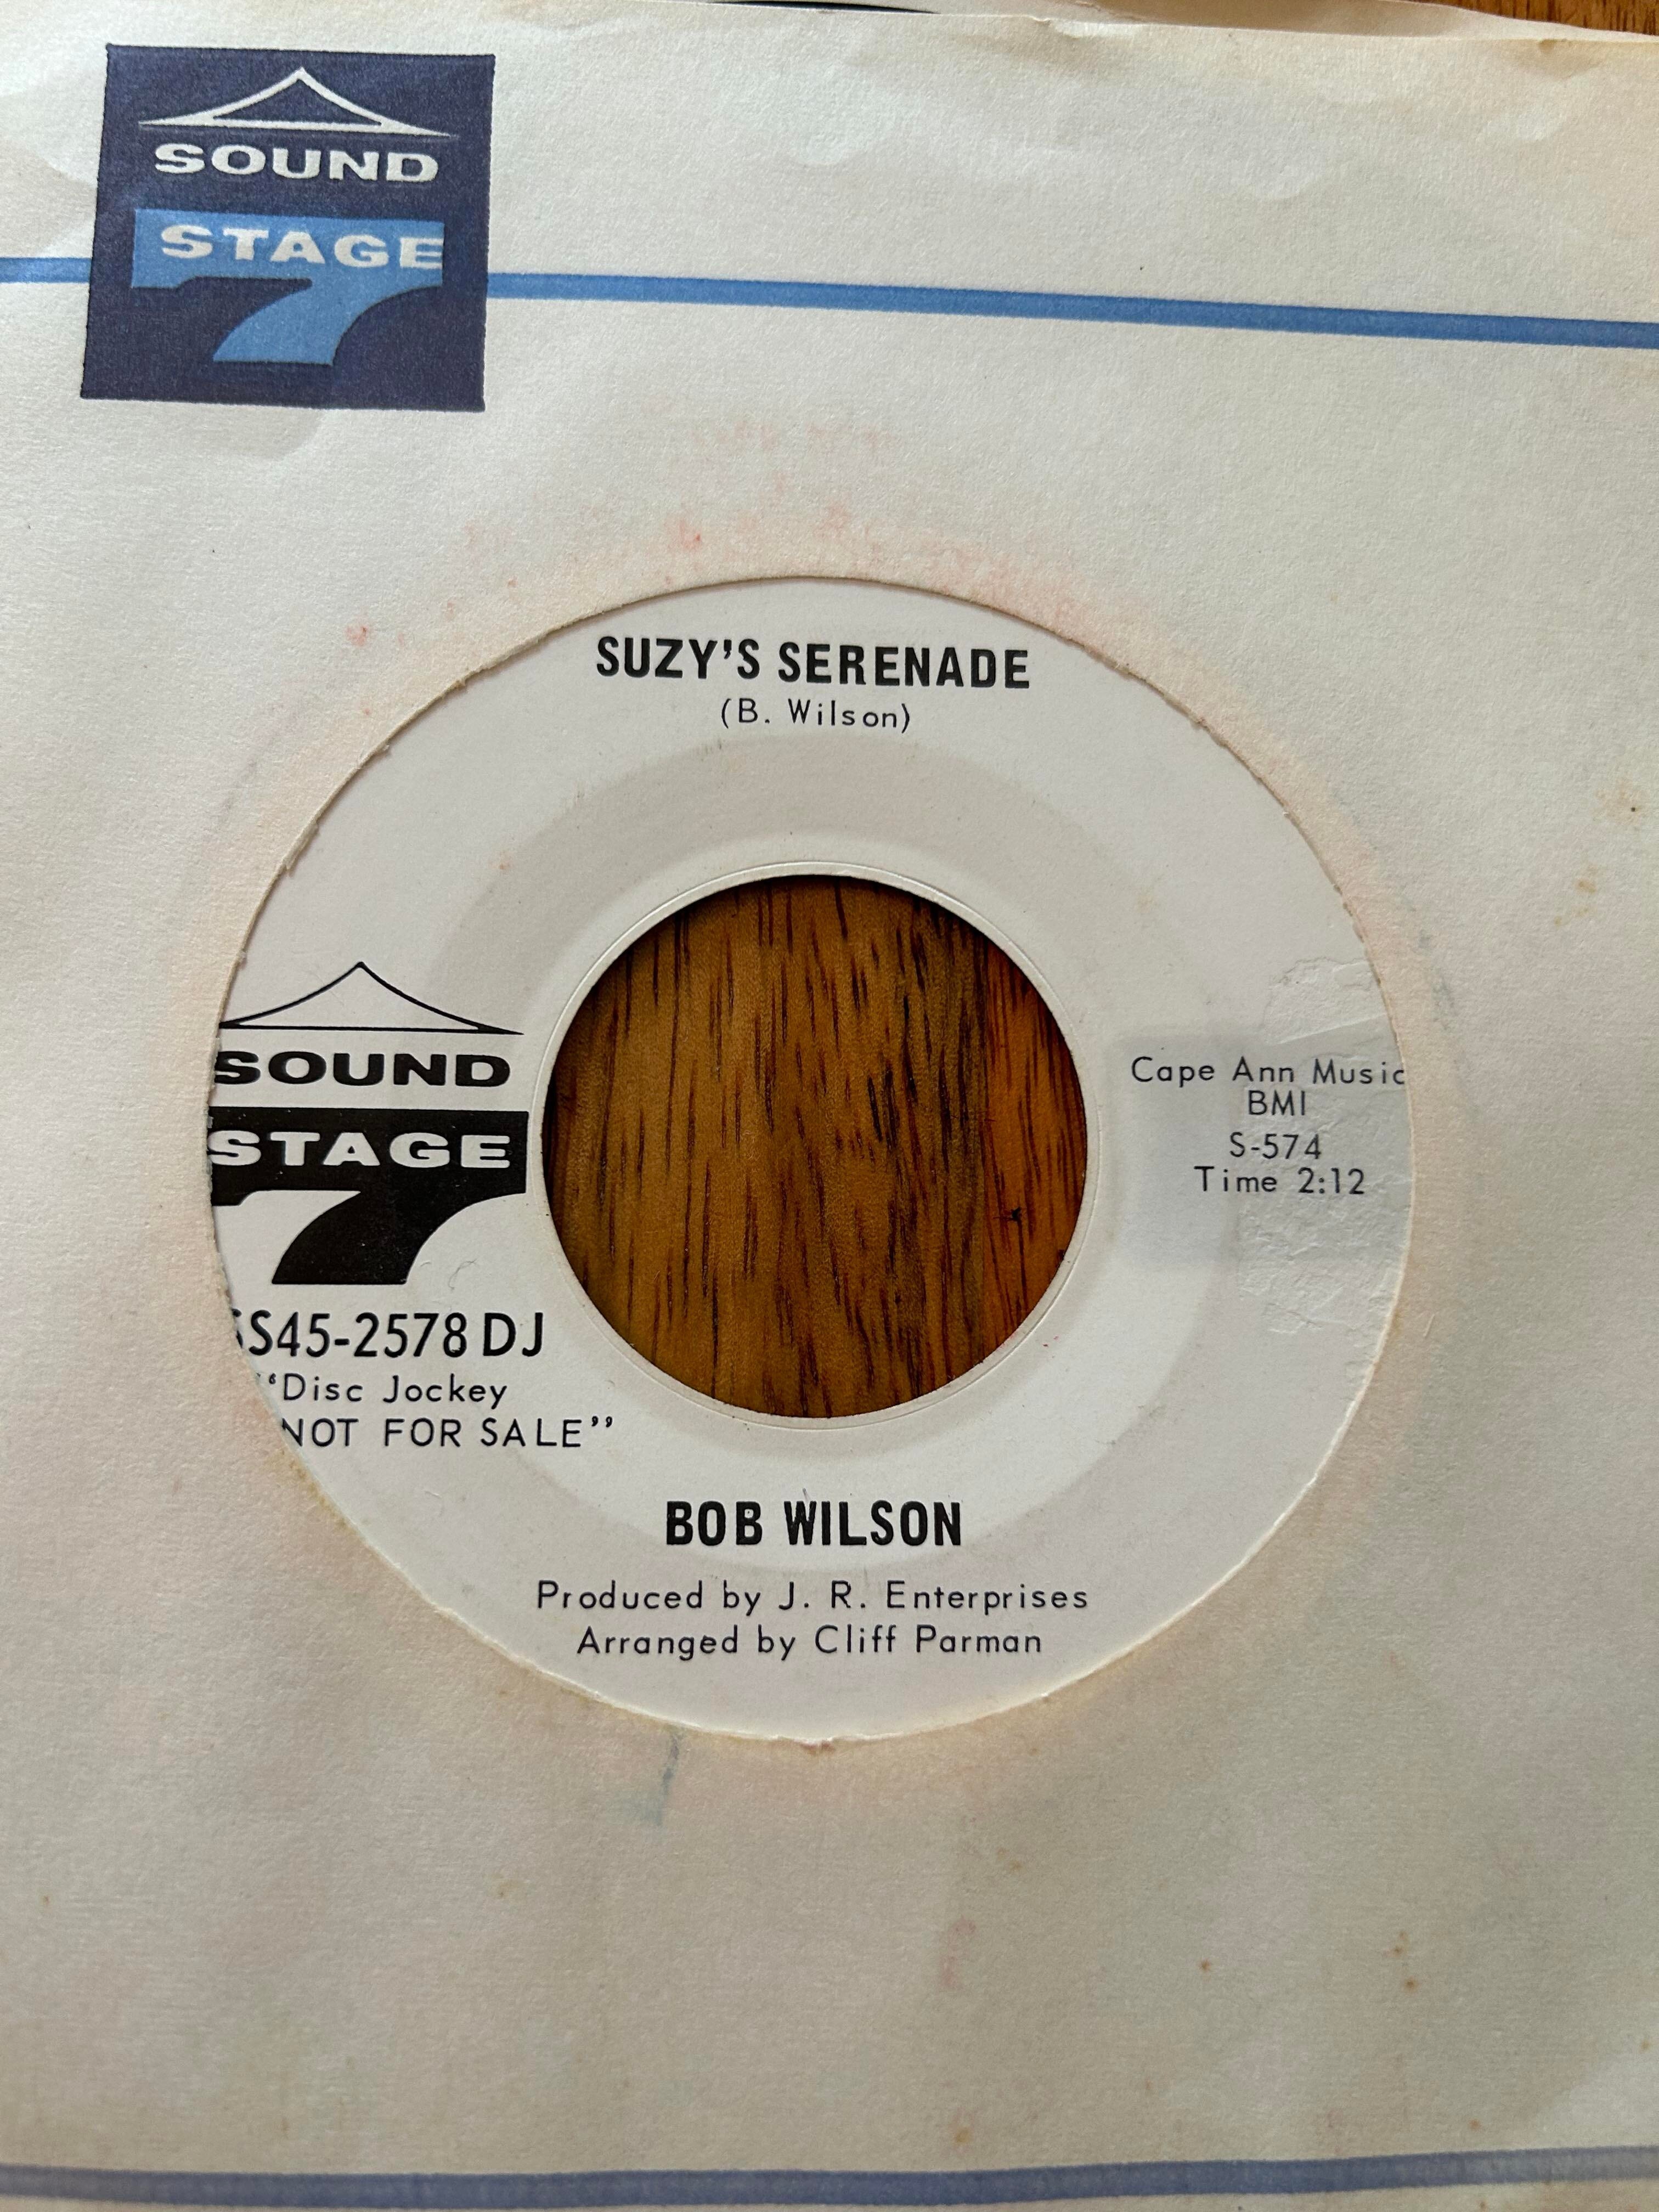 SOUND
STAGE
7
SUZY'S SERENADE
(B. Wilson)
SOUND
STAGE
7
SS45-2578 DJ
"Disc Jockey
NOT FOR SALE"
Cape Ann Music
BMI
S-574
Time 2:12
BOB WILSON
Produced by J. R. Enterprises
Arranged by Cliff Parman